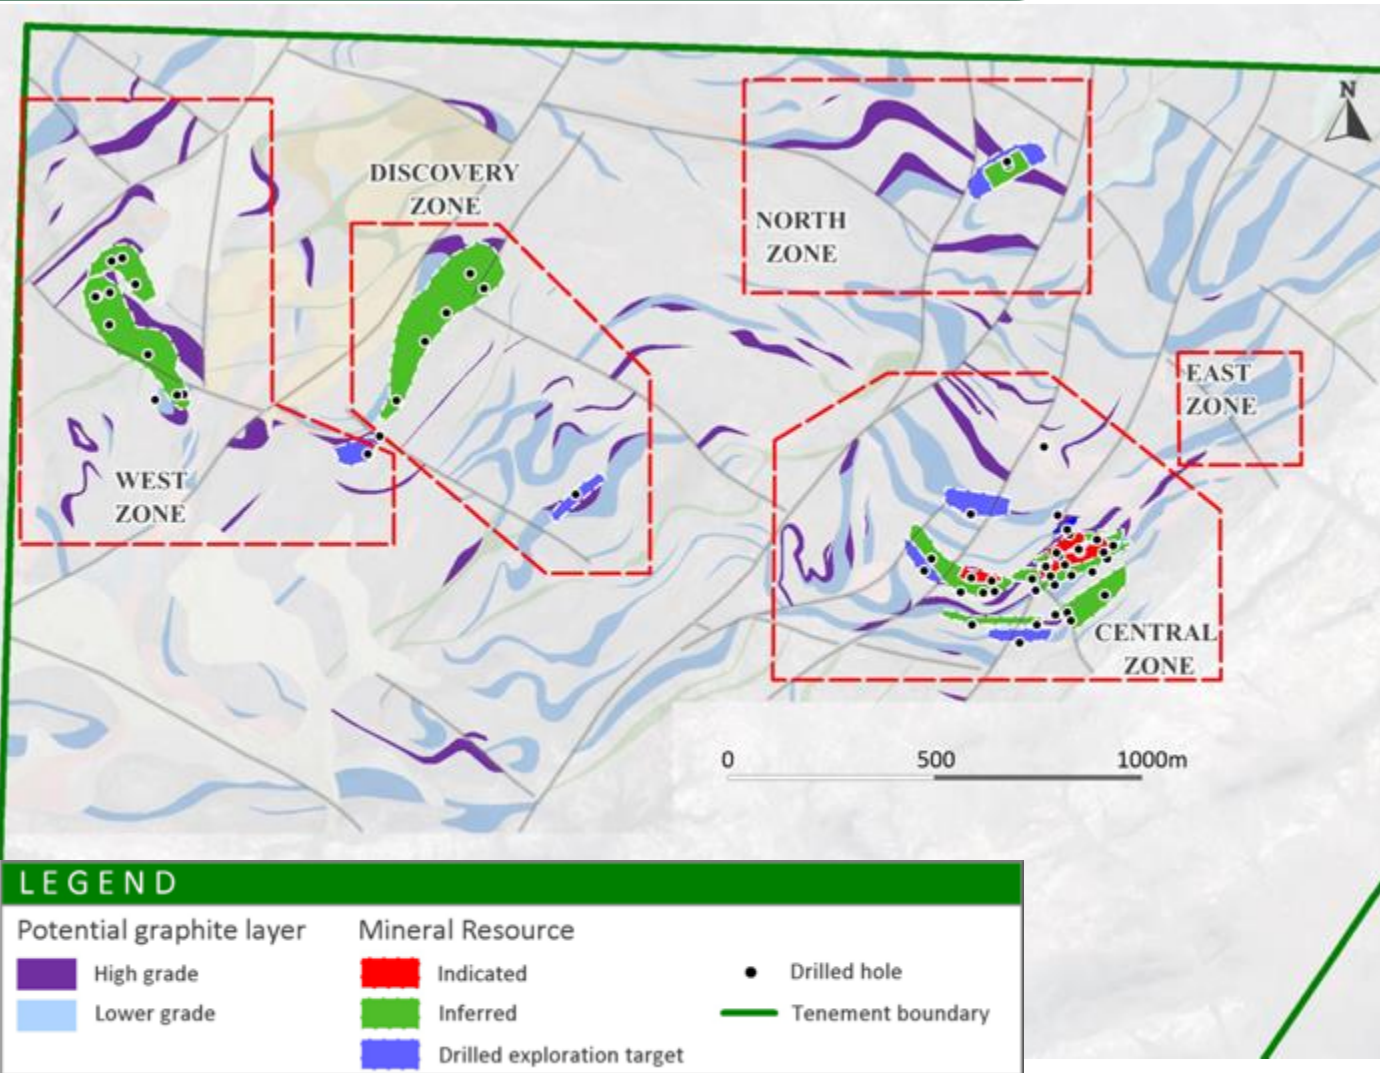 N
DISCOVERY
ZONE
NORTH
ZONE
EAST
ZONE
WEST
ZONE
CENTRAL
ZONE
0 500 1000m
LEGEND
Potential graphite layer
High grade
Lower grade
Mineral Resource
Indicated
Inferred
Drilled exploration target
Drilled hole
Tenement boundary